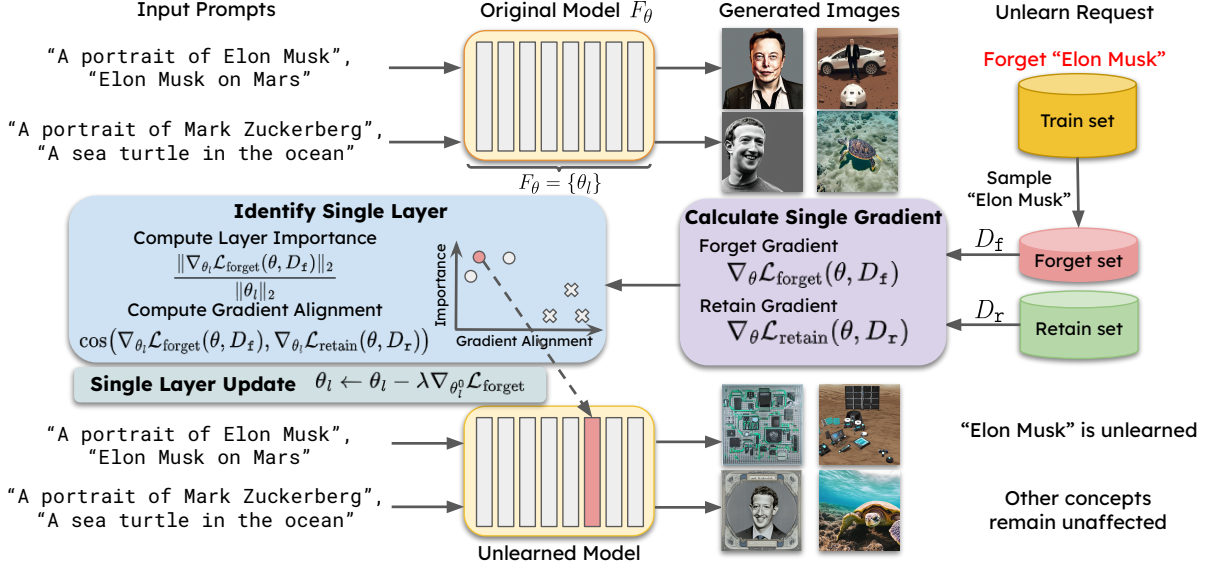 Input Prompts
Original Model F_θ
Generated Images
Unlearn Request
“A portrait of Elon Musk”,
“Elon Musk on Mars”
Forget “Elon Musk”
Train set
“A portrait of Mark Zuckerberg”,
“A sea turtle in the ocean”
F_θ = {θ_l}
Sample
“Elon Musk”
Identify Single Layer
Compute Layer Importance
‖∇_{θ_l} L_forget(θ, D_f)‖_2
‖θ_l‖_2
Compute Gradient Alignment
cos(∇_{θ_l} L_forget(θ, D_f), ∇_{θ_l} L_retain(θ, D_r))
Importance
Gradient Alignment
Calculate Single Gradient
Forget Gradient
∇_θ L_forget(θ, D_f)
Retain Gradient
∇_θ L_retain(θ, D_r)
D_f
Forget set
D_r
Retain set
Single Layer Update θ_l ← θ_l − λ∇_{θ_l^0} L_forget
“A portrait of Elon Musk”,
“Elon Musk on Mars”
“Elon Musk” is unlearned
“A portrait of Mark Zuckerberg”,
“A sea turtle in the ocean”
Other concepts
remain unaffected
Unlearned Model